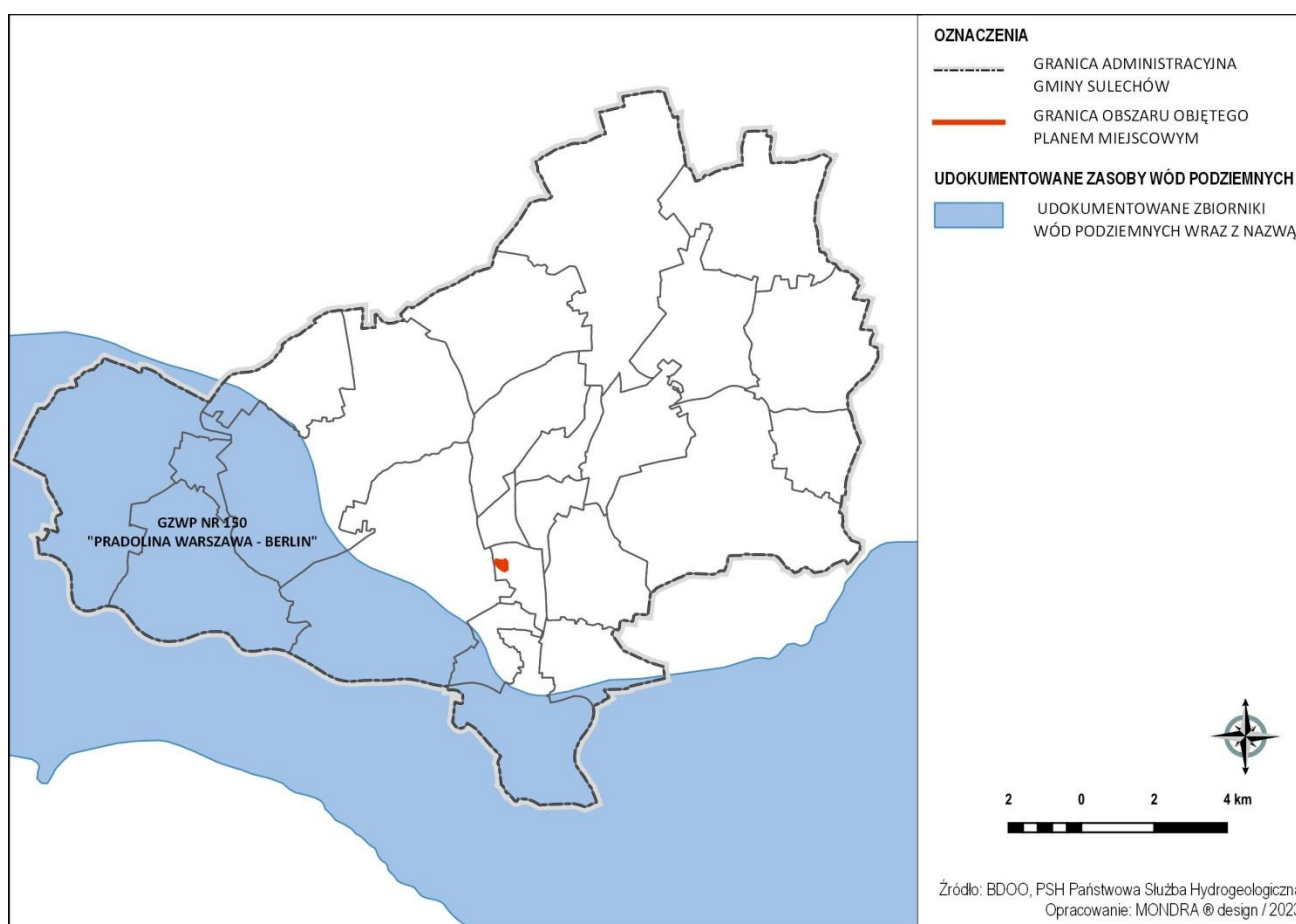 OZNACZENIA
GRANICA ADMINISTRACYJNA
GMINY SULECHÓW
GRANICA OBSZARU OBJĘTEGO
PLANEM MIEJSCOWYM
UDOKUMENTOWANE ZASOBY WÓD PODZIEMNYCH
UDOKUMENTOWANE ZBIORNIKI
WÓD PODZIEMNYCH WRAZ Z NAZWĄ
GZWP NR 150
"PRADOLINA WARSZAWA - BERLIN"
2 0 2 4 km
Źródło: BDOO, PSH Państwowa Służba Hydrogeologiczna
Opracowanie: MONDRA ® design / 2023